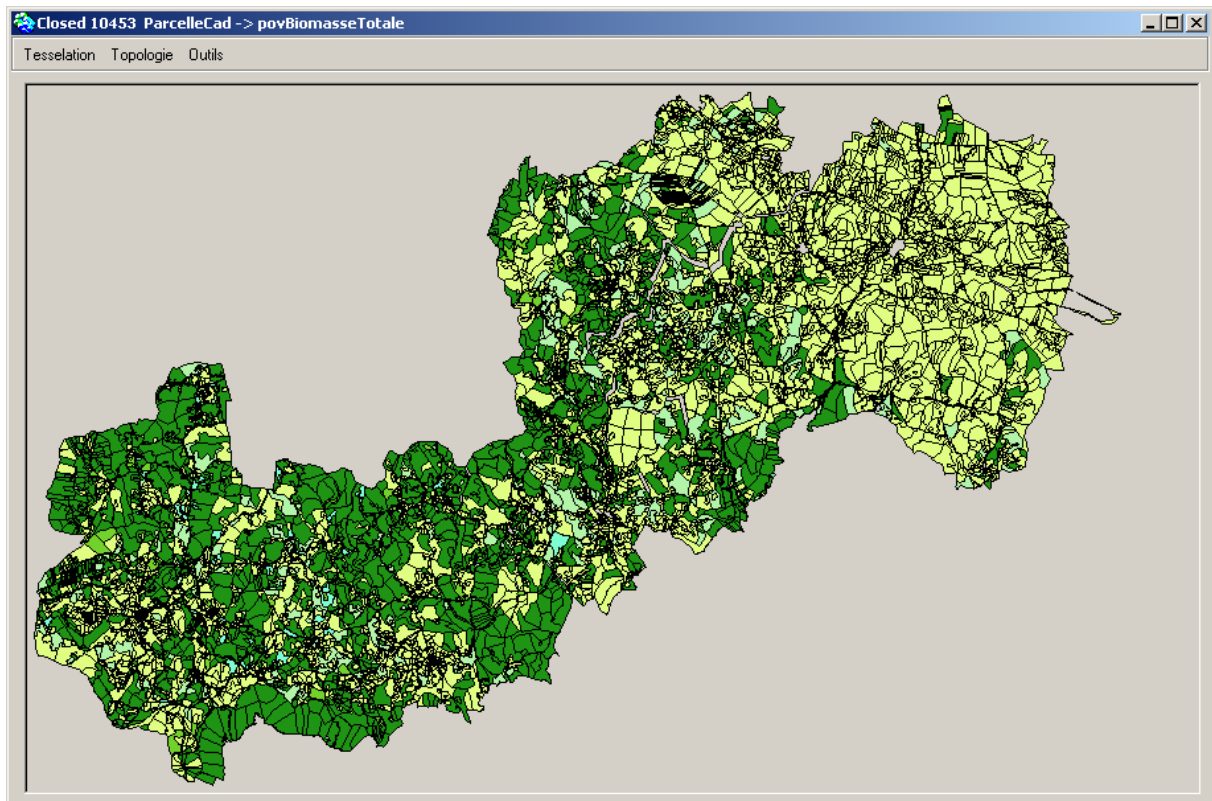 Closed 10453 ParcelleCad -> povBiomasseTotale
Tesselation Topologie Outils